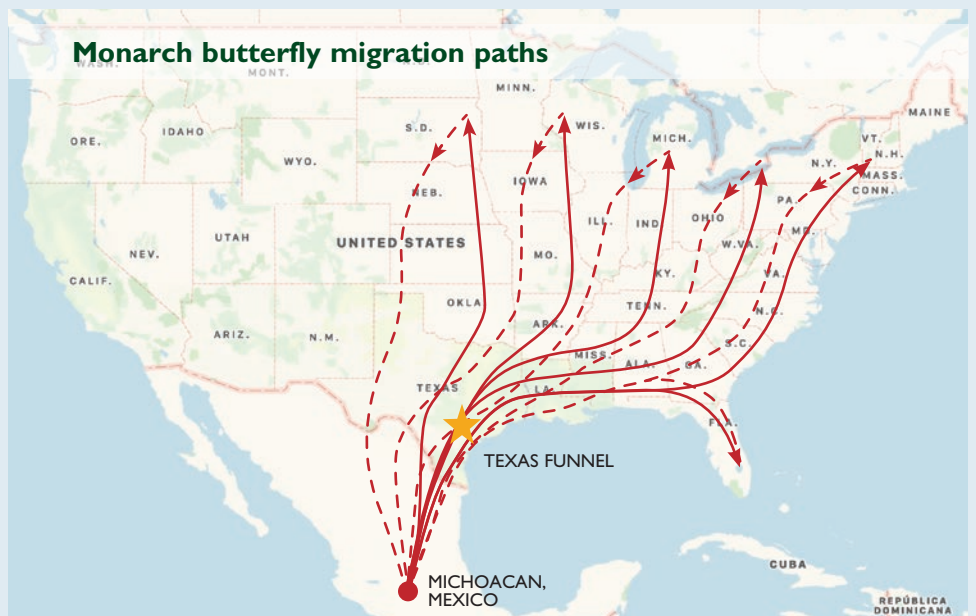 Monarch butterfly migration paths
WASH.
N.D.
MONT.
MINN.
MAINE
ORE.
IDAHO
S.D.
WIS.
MICH.
VT.
N.H.
N.Y.
MASS.
CONN.
WYO.
NEB.
IOWA
PA.
ILL.
IND
OHIO
MD.
NEV.
UTAH
UNITED STATES
MO.
W.VA.
CALIF.
KY.
VA.
OKLA
TENN.
N.C.
ARIZ.
N.M.
ARK.
S.C.
MISS.
ALA.
GA.
TEXAS
LA.
FLA.
TEXAS FUNNEL
CUBA
MICHOACAN,
MEXICO
REPÚBLICA
DOMINICANA